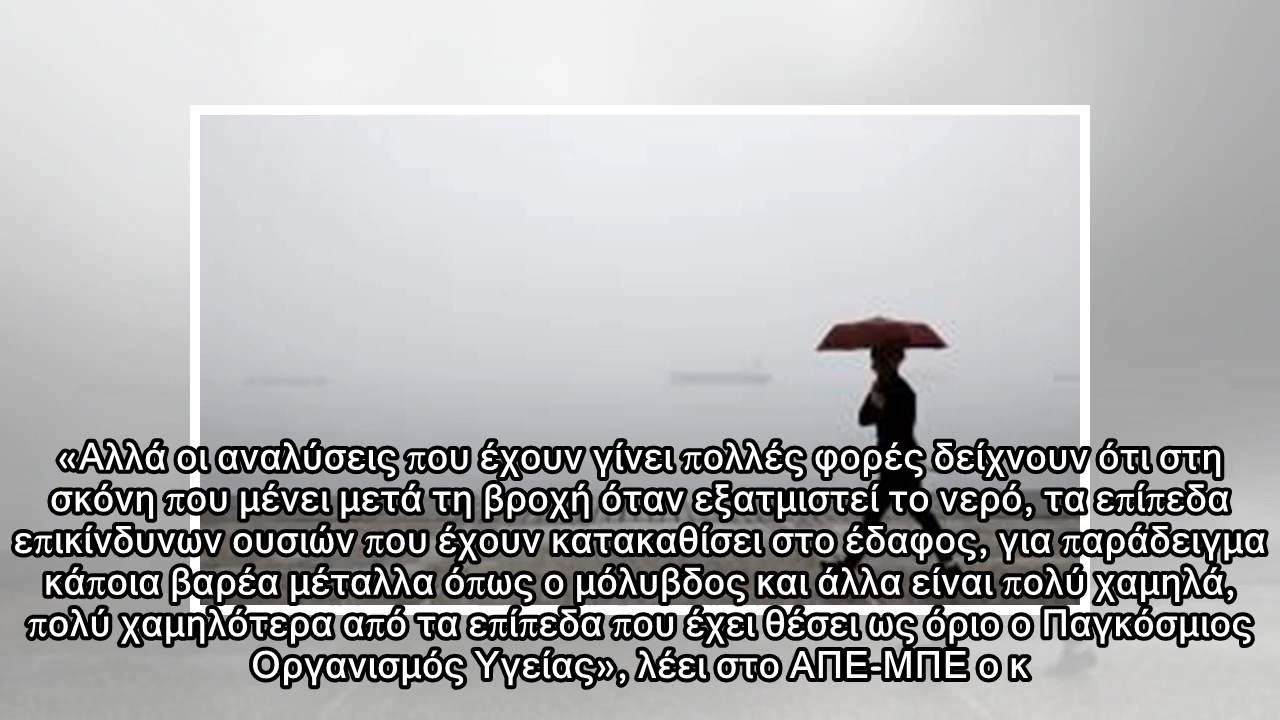 «Αλλά οι αναλύσεις που έχουν γίνει πολλές φορές δείχνουν ότι στη
σκόνη που μένει μετά τη βροχή όταν εξατμιστεί το νερό, τα επίπεδα
επικίνδυνων ουσιών που έχουν κατακαθίσει στο έδαφος, για παράδειγμα
κάποια βαρέα μέταλλα όπως ο μόλυβδος και άλλα είναι πολύ χαμηλά,
πολύ χαμηλότερα από τα επίπεδα που έχει θέσει ως όριο ο Παγκόσμιος
Οργανισμός Υγείας», λέει στο ΑΠΕ-ΜΠΕ ο κ